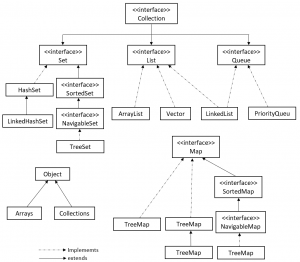 <<interface>>
Collection
<<interface>>
Set
<<interface>>
List
<<interface>>
Queue
HashSet
<<interface>>
SortedSet
LinkedHashSet
<<interface>>
NavigableSet
TreeSet
ArrayList
Vector
LinkedList
PriorityQueu
<<interface>>
Map
Object
<<interface>>
SortedMap
Arrays
Collections
TreeMap
TreeMap
<<interface>>
NavigableMap
TreeMap
TreeMap
Implements
extends